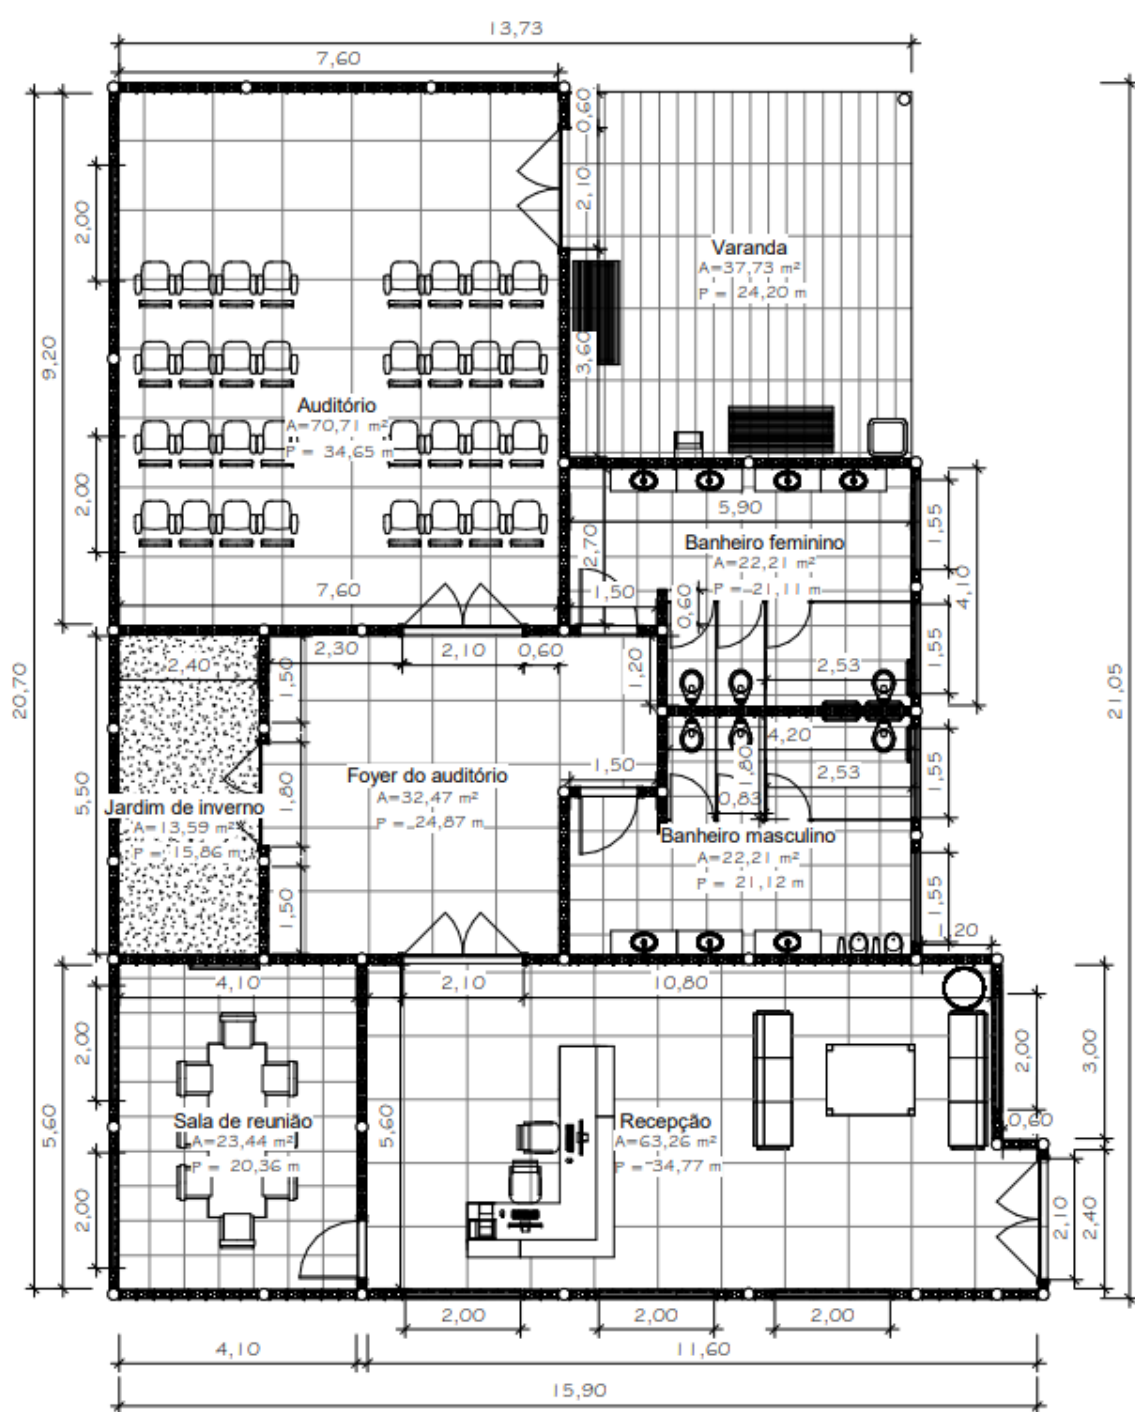 13,73
7,60
0,60
2,10
2,00
Varanda
A=37,73 m²
P = 24,20 m
9,20
3,60
Auditório
A=70,71 m²
P = 34,65 m
2,00
5,90
1,55
2,70
Banheiro feminino
A=22,21 m²
P = 21,11 m
4,10
7,60
1,50
0,60
2,30
2,10
0,60
1,20
2,40
1,50
2,53
1,55
20,70
21,05
4,20
Foyer do auditório
A=32,47 m²
P = 24,87 m
1,50
1,80
2,53
1,55
5,50
1,80
0,83
Jardim de inverno
A=13,59 m²
P = 15,86 m
Banheiro masculino
A=22,21 m²
P = 21,12 m
1,50
1,55
1,20
4,10
2,10
10,80
2,00
2,00
3,00
Sala de reunião
A=23,44 m²
P = 20,36 m
5,60
5,60
Recepção
A=63,26 m²
P = 34,77 m
0,60
2,00
2,10
2,40
2,00
2,00
2,00
4,10
11,60
15,90